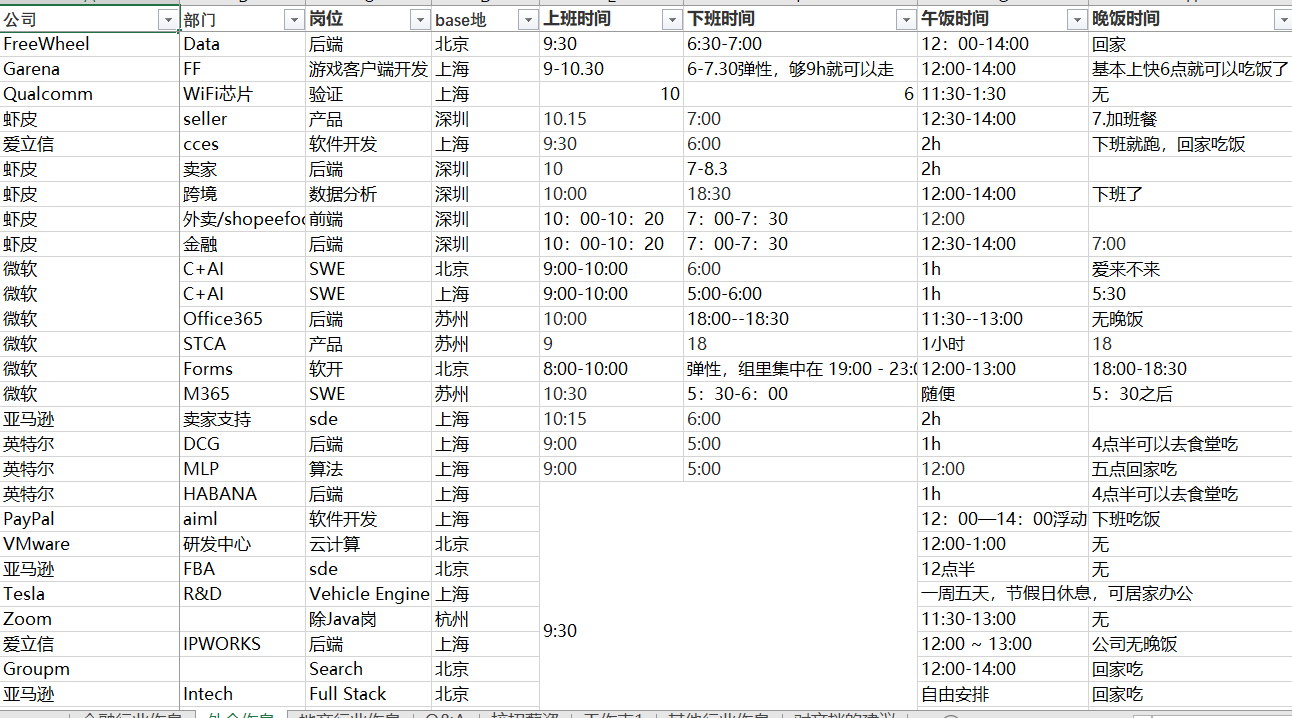 公司 部门 岗位 base地 上班时间 下班时间 午饭时间 晚饭时间
FreeWheel Data 后端 北京 9:30 6:30-7:00 12：00-14:00 回家
Garena FF 游戏客户端开发 上海 9-10.30 6-7.30弹性，够9h就可以走 12:00-14:00 基本上快6点就可以吃饭了
Qualcomm WiFi芯片 验证 上海 10 6 11:30-1:30 无
虾皮 seller 产品 深圳 10.15 7:00 12:30-14:00 7.加班餐
爱立信 cces 软件开发 上海 9:30 6:00 2h 下班就跑，回家吃饭
虾皮 卖家 后端 深圳 10 7-8.3 2h
虾皮 跨境 数据分析 深圳 10:00 18:30 12:00-14:00 下班了
虾皮 外卖/shopeefoo 前端 深圳 10：00-10：20 7：00-7：30 12:00
虾皮 金融 后端 深圳 10：00-10：20 7：00-7：30 12:30-14:00 7:00
微软 C+AI SWE 北京 9:00-10:00 6:00 1h 爱来不来
微软 C+AI SWE 上海 9:00-10:00 5:00-6:00 1h 5:30
微软 Office365 后端 苏州 10:00 18:00--18:30 11:30--13:00 无晚饭
微软 STCA 产品 苏州 9 18 1小时 18
微软 Forms 软开 北京 8:00-10:00 弹性，组里集中在 19:00 - 23:0 12:00-13:00 18:00-18:30
微软 M365 SWE 苏州 10:30 5：30-6：00 随便 5：30之后
亚马逊 卖家支持 sde 上海 10:15 6:00 2h
英特尔 DCG 后端 上海 9:00 5:00 1h 4点半可以去食堂吃
英特尔 MLP 算法 上海 9:00 5:00 12:00 五点回家吃
英特尔 HABANA 后端 上海 1h 4点半可以去食堂吃
PayPal aiml 软件开发 上海 12：00—14：00浮动 下班吃饭
VMware 研发中心 云计算 北京 12:00-1:00 无
亚马逊 FBA sde 北京 12点半 无
Tesla R&D Vehicle Engine 上海 一周五天，节假日休息，可居家办公
Zoom 除Java岗 杭州 11:30-13:00 无
9:30
爱立信 IPWORKS 后端 上海 12:00 ~ 13:00 公司无晚饭
Groupm Search 北京 12:00-14:00 回家吃
亚马逊 Intech Full Stack 北京 自由安排 回家吃